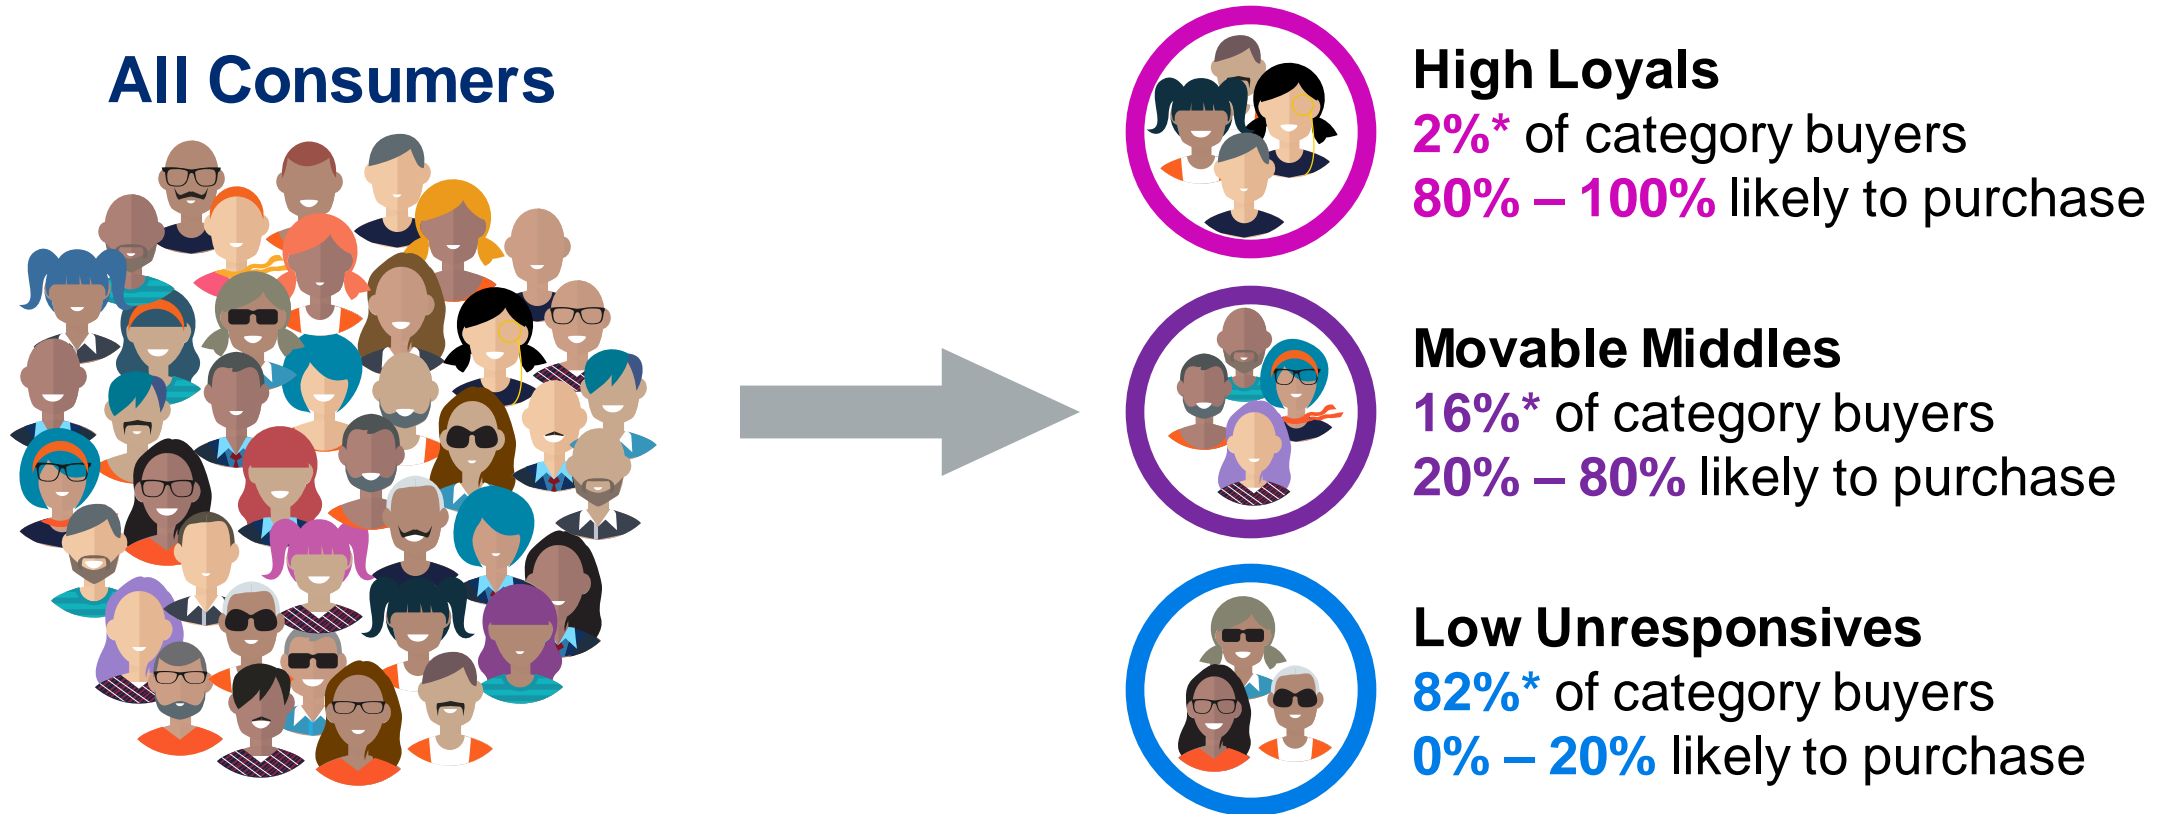 All Consumers
High Loyals
2%* of category buyers
80% – 100% likely to purchase
Movable Middles
16%* of category buyers
20% – 80% likely to purchase
Low Unresponsives
82%* of category buyers
0% – 20% likely to purchase